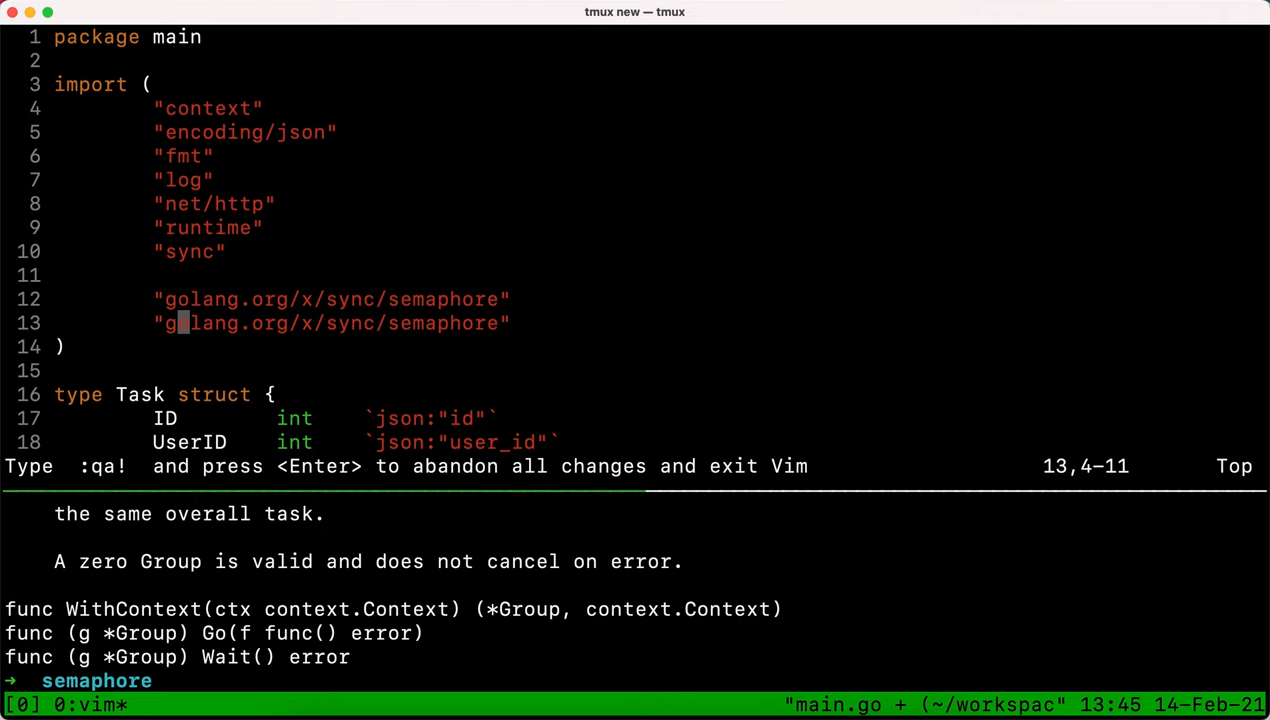 tmux new — tmux
1 package main
2
3 import (
4 "context"
5 "encoding/json"
6 "fmt"
7 "log"
8 "net/http"
9 "runtime"
10 "sync"
11
12 "golang.org/x/sync/semaphore"
13 "golang.org/x/sync/semaphore"
14 )
15
16 type Task struct {
17 ID int `json:"id"`
18 UserID int `json:"user_id"`
Type  :qa!  and press <Enter> to abandon all changes and exit Vim 13,4-11 Top
the same overall task.
A zero Group is valid and does not cancel on error.
func WithContext(ctx context.Context) (*Group, context.Context)
func (g *Group) Go(f func() error)
func (g *Group) Wait() error
→ semaphore
[0] 0:vim* "main.go + (~/workspac" 13:45 14-Feb-21